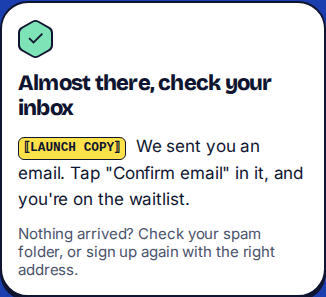 Almost there, check your
inbox
⟦LAUNCH COPY⟧ We sent you an
email. Tap "Confirm email" in it, and
you're on the waitlist.
Nothing arrived? Check your spam
folder, or sign up again with the right
address.